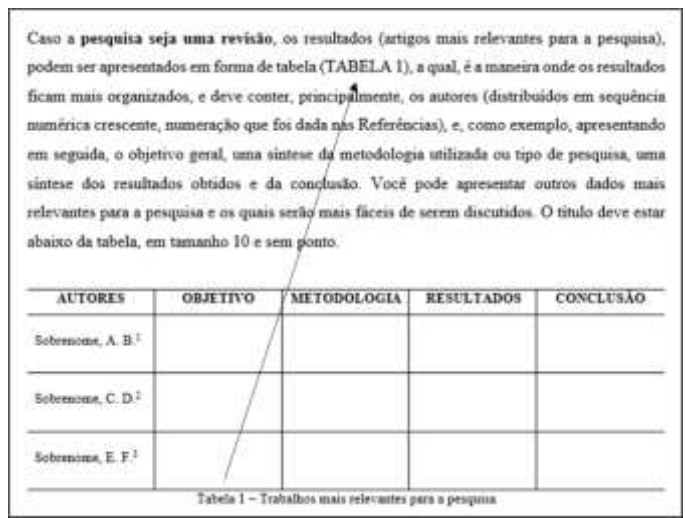 Caso a pesquisa seja uma revisão, os resultados (artigos mais relevantes para a pesquisa),
podem ser apresentados em forma de tabela (TABELA 1), a qual, é a maneira onde os resultados
ficam mais organizados, e deve conter, principalmente, os autores (distribuídos em sequência
numérica crescente, numeração que foi dada nas Referências), e, como exemplo, apresentando
em seguida, o objetivo geral, uma síntese da metodologia utilizada ou tipo de pesquisa, uma
síntese dos resultados obtidos e da conclusão. Você pode apresentar outros dados mais
relevantes para a pesquisa e os quais serão mais fáceis de serem discutidos. O título deve estar
abaixo da tabela, em tamanho 10 e sem ponto.
AUTORES OBJETIVO METODOLOGIA RESULTADOS CONCLUSÃO
Sobrenome, A. B.¹
Sobrenome, C. D.²
Sobrenome, E. F.³
Tabela 1 – Trabalhos mais relevantes para a pesquisa